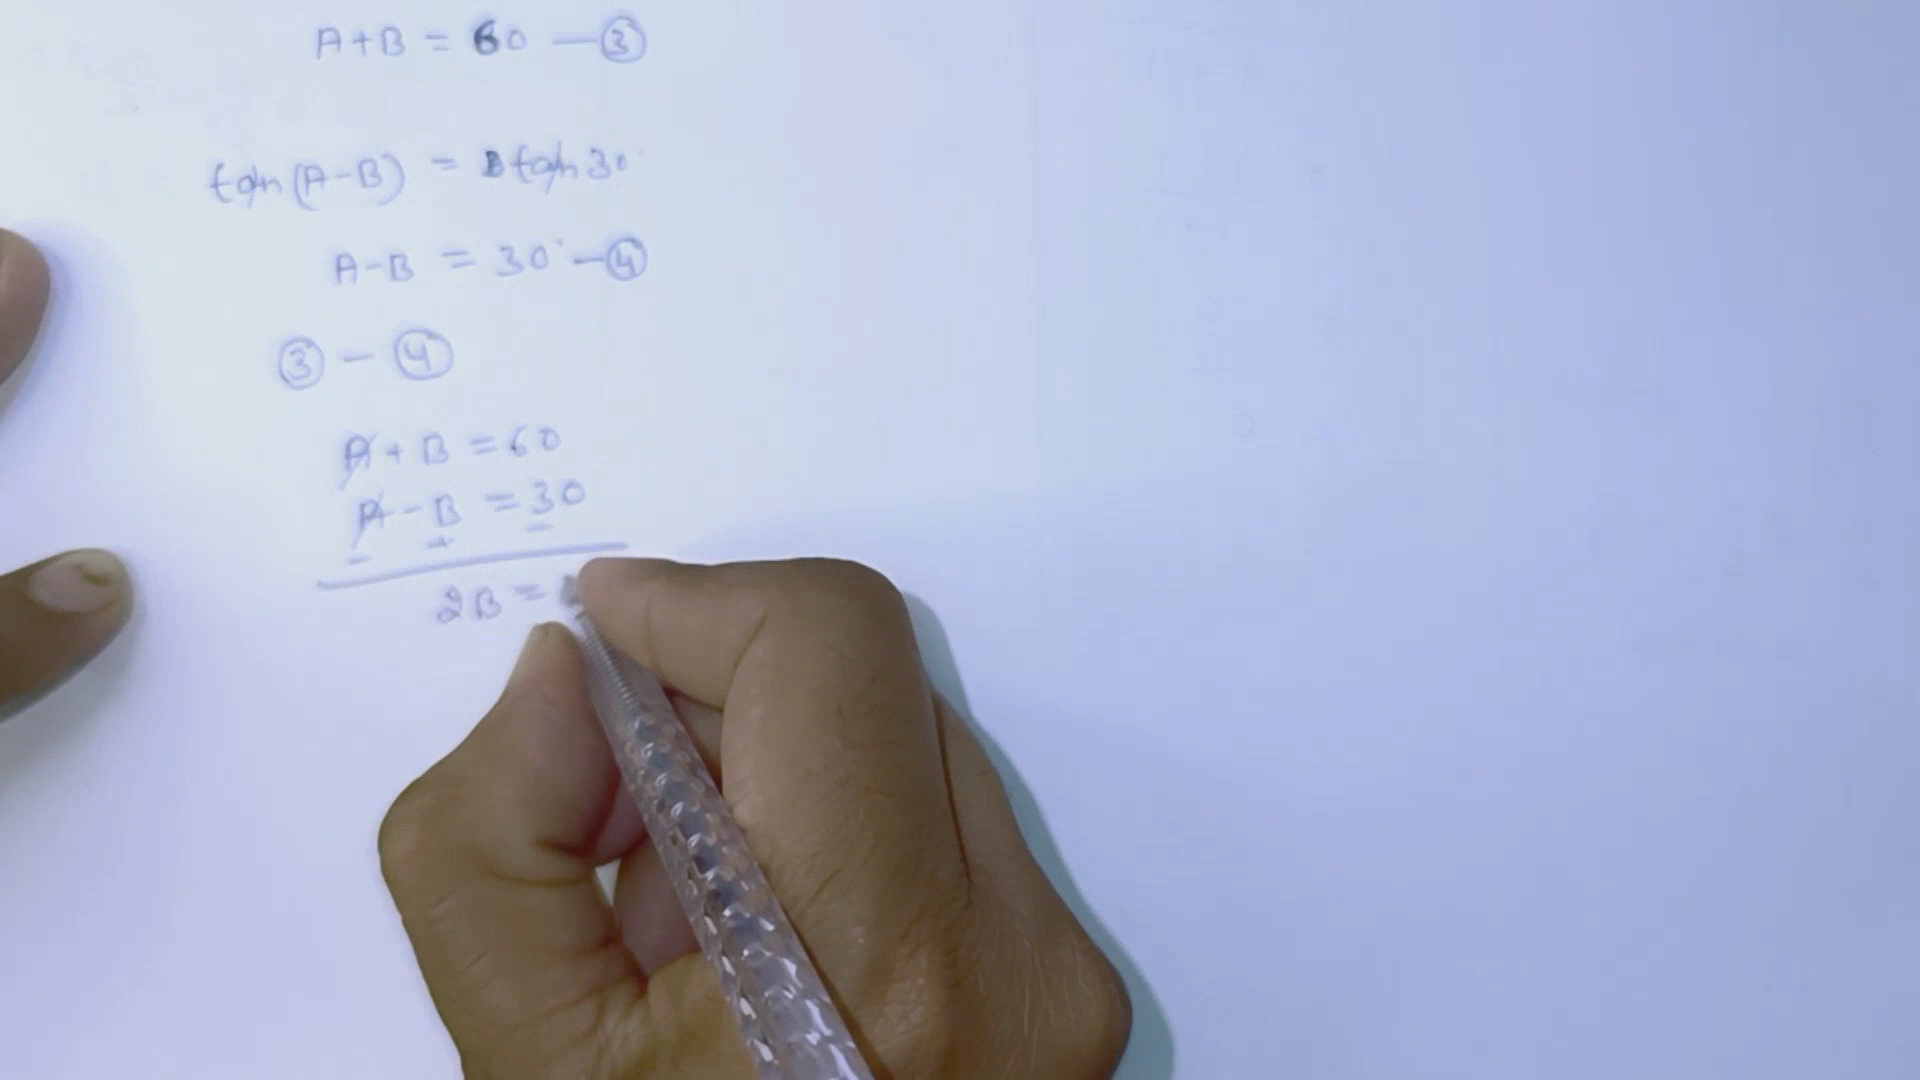 A+B = 60 — ③
tan(A-B) = tan 30
A-B = 30° — ④
③ - ④
A + B = 60
A - B = 30
- + -
2B =